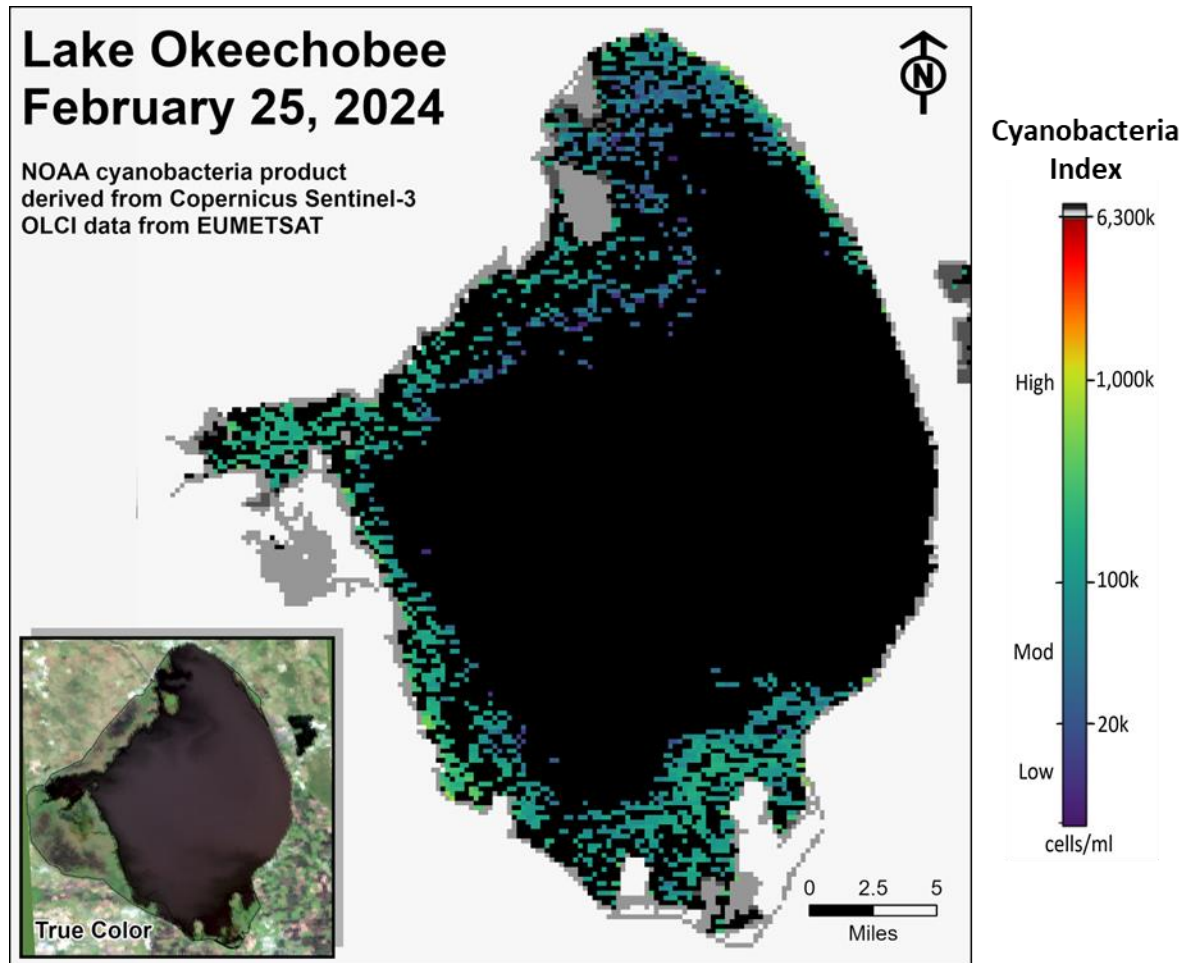 Lake Okeechobee
February 25, 2024
NOAA cyanobacteria product
derived from Copernicus Sentinel-3
OLCI data from EUMETSAT
N
Cyanobacteria
Index
6,300k
High
1,000k
100k
Mod
20k
Low
cells/ml
True Color
0 2.5 5
Miles